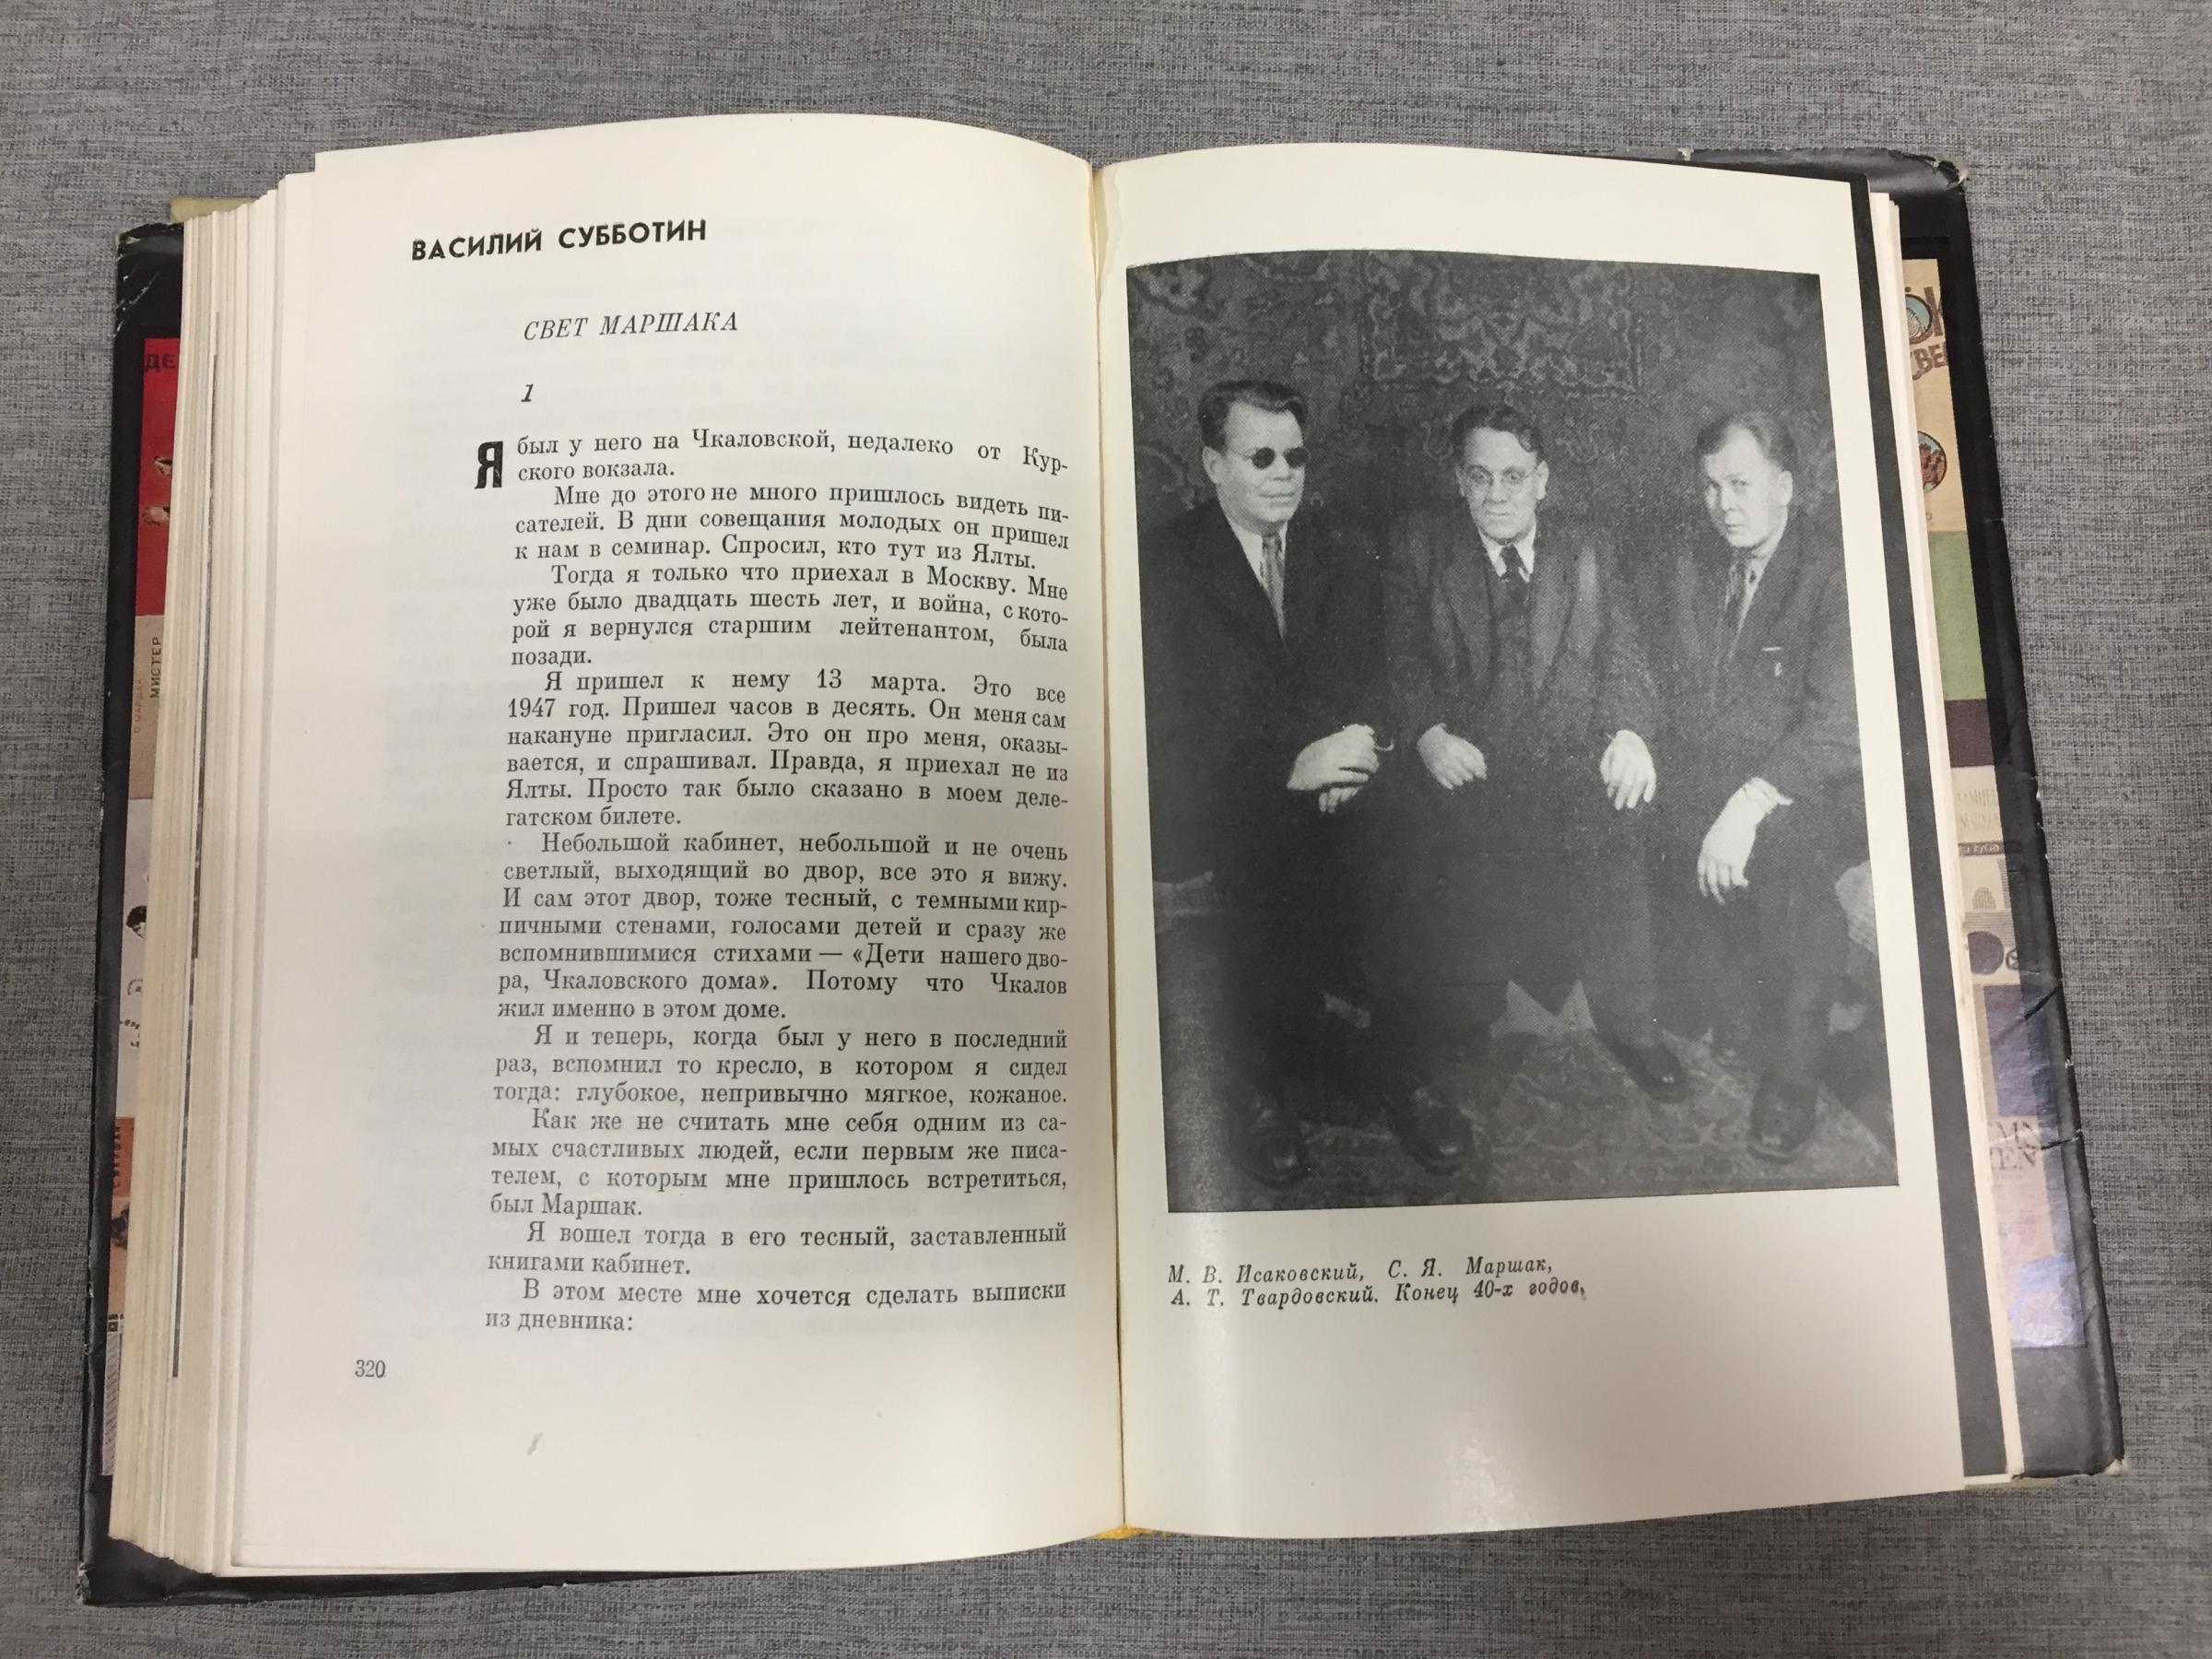 ВАСИЛИЙ СУББОТИН
СВЕТ МАРШАКА
1
Я был у него на Чкаловской, недалеко от Кур-
ского вокзала.
Мне до этого не много пришлось видеть пи-
сателей. В дни совещания молодых он пришел
к нам в семинар. Спросил, кто тут из Ялты.
Тогда я только что приехал в Москву. Мне
уже было двадцать шесть лет, и война, с кото-
рой я вернулся старшим лейтенантом, была
позади.
Я пришел к нему 13 марта. Это все
1947 год. Пришел часов в десять. Он меня сам
накануне пригласил. Это он про меня, оказы-
вается, и спрашивал. Правда, я приехал не из
Ялты. Просто так было сказано в моем деле-
гатском билете.
Небольшой кабинет, небольшой и не очень
светлый, выходящий во двор, все это я вижу.
И сам этот двор, тоже тесный, с темными кир-
пичными стенами, голосами детей и сразу же
вспомнившимися стихами — «Дети нашего дво-
ра, Чкаловского дома». Потому что Чкалов
жил именно в этом доме.
Я и теперь, когда был у него в последний
раз, вспомнил то кресло, в котором я сидел
тогда: глубокое, непривычно мягкое, кожаное.
Как же не считать мне себя одним из са-
мых счастливых людей, если первым же писа-
телем, с которым мне пришлось встретиться,
был Маршак.
Я вошел тогда в его тесный, заставленный
книгами кабинет.
В этом месте мне хочется сделать выписки
из дневника:
320
М. В. Исаковский, С. Я. Маршак,
А. Т. Твардовский. Конец 40-х годов.
ДЕ
МИСТЕР